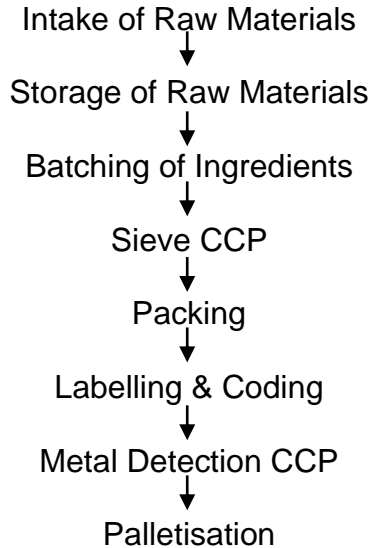 Intake of Raw Materials
Storage of Raw Materials
Batching of Ingredients
Sieve CCP
Packing
Labelling & Coding
Metal Detection CCP
Palletisation